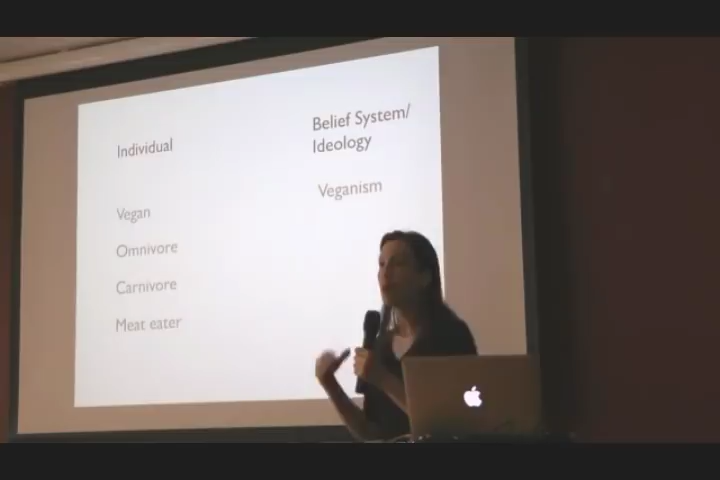 Individual
Belief System/
Ideology
Vegan
Veganism
Omnivore
Carnivore
Meat eater